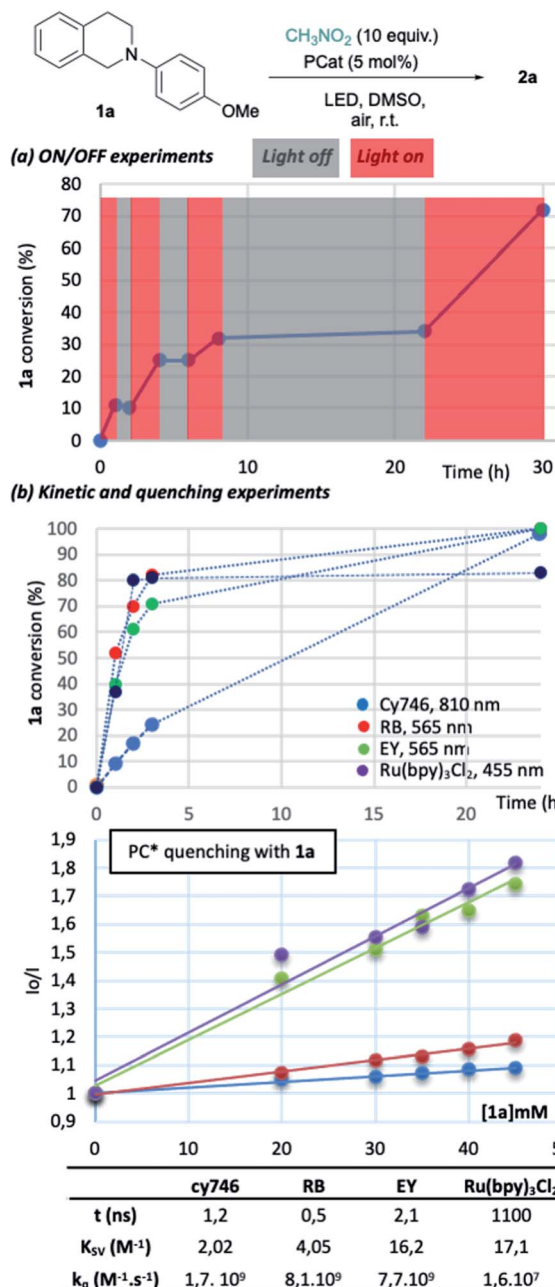 CH₃NO₂ (10 equiv.)
PCat (5 mol%)
N
2a
1a
OMe
LED, DMSO,
air, r.t.
(a) ON/OFF experiments
Light off
Light on
80
70
60
50
40
30
20
10
0
1a conversion (%)
0
10
20
30
Time (h)
(b) Kinetic and quenching experiments
100
90
80
70
60
50
40
30
20
10
0
1a conversion (%)
Cy746, 810 nm
RB, 565 nm
EY, 565 nm
Ru(bpy)₃Cl₂, 455 nm
0
5
10
15
20
Time (h)
1,9
1,8
1,7
1,6
1,5
1,4
1,3
1,2
1,1
1
0,9
Io/I
PC* quenching with 1a
[1a]mM
0
10
20
30
40
5
cy746 RB EY Ru(bpy)₃Cl₂
t (ns) 1,2 0,5 2,1 1100
K_SV (M⁻¹) 2,02 4,05 16,2 17,1
k_q (M⁻¹.s⁻¹) 1,7. 10⁹ 8,1.10⁹ 7,7.10⁹ 1,6.10⁷